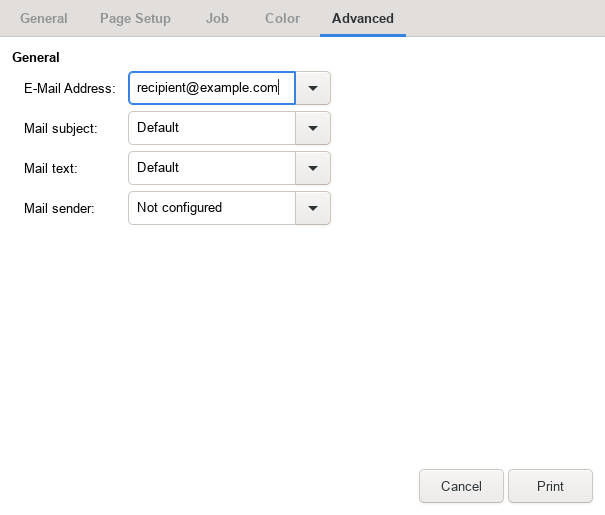 General Page Setup Job Color Advanced
General
E-Mail Address: recipient@example.com
Mail subject: Default
Mail text: Default
Mail sender: Not configured
Cancel Print